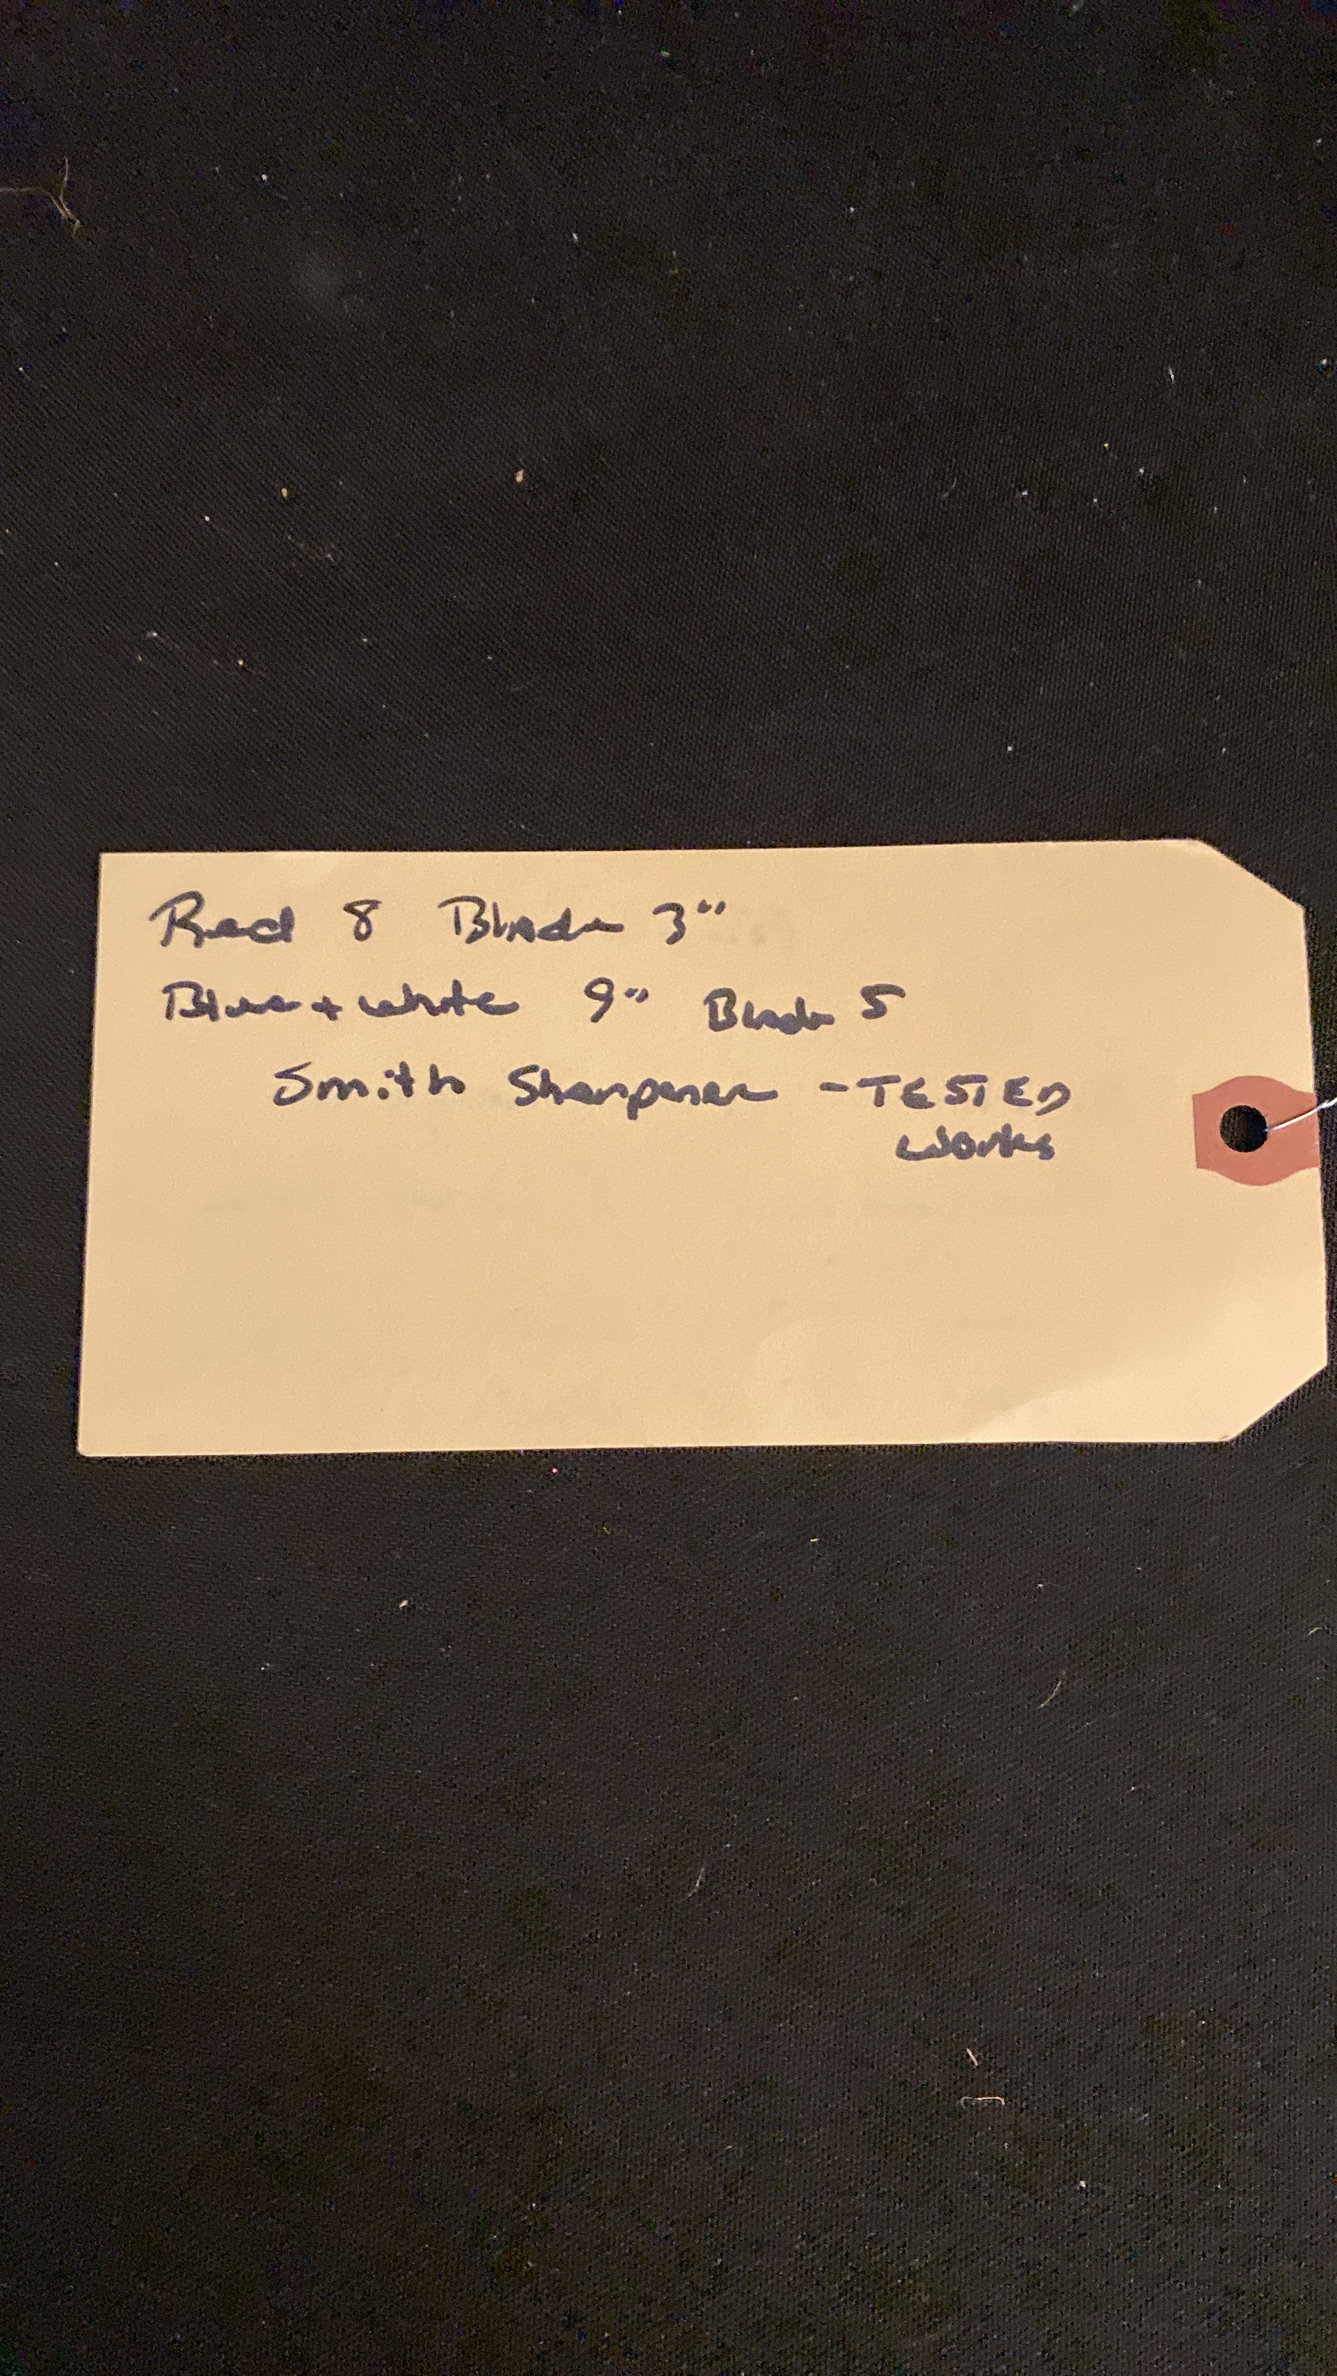 Red 8 Blade 3"
Blue + white 9" Blade 5
Smith Sharpener - TESTED
works